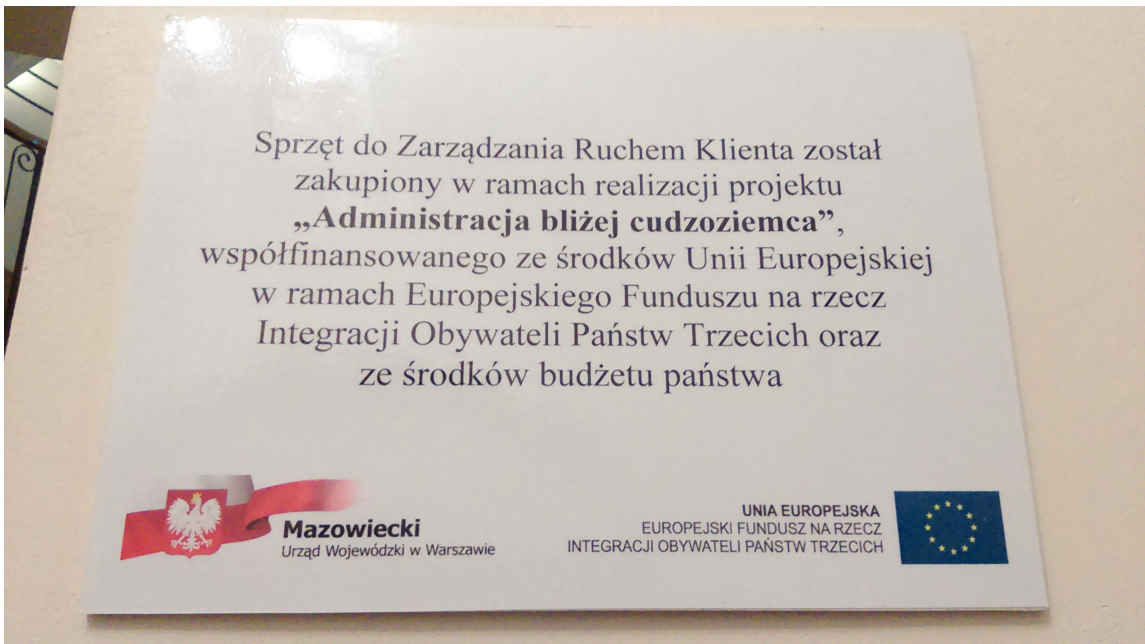 Sprzęt do Zarządzania Ruchem Klienta został
zakupiony w ramach realizacji projektu
„Administracja bliżej cudzoziemca”,
współfinansowanego ze środków Unii Europejskiej
w ramach Europejskiego Funduszu na rzecz
Integracji Obywateli Państw Trzecich oraz
ze środków budżetu państwa
Mazowiecki
Urząd Wojewódzki w Warszawie
UNIA EUROPEJSKA
EUROPEJSKI FUNDUSZ NA RZECZ
INTEGRACJI OBYWATELI PAŃSTW TRZECICH